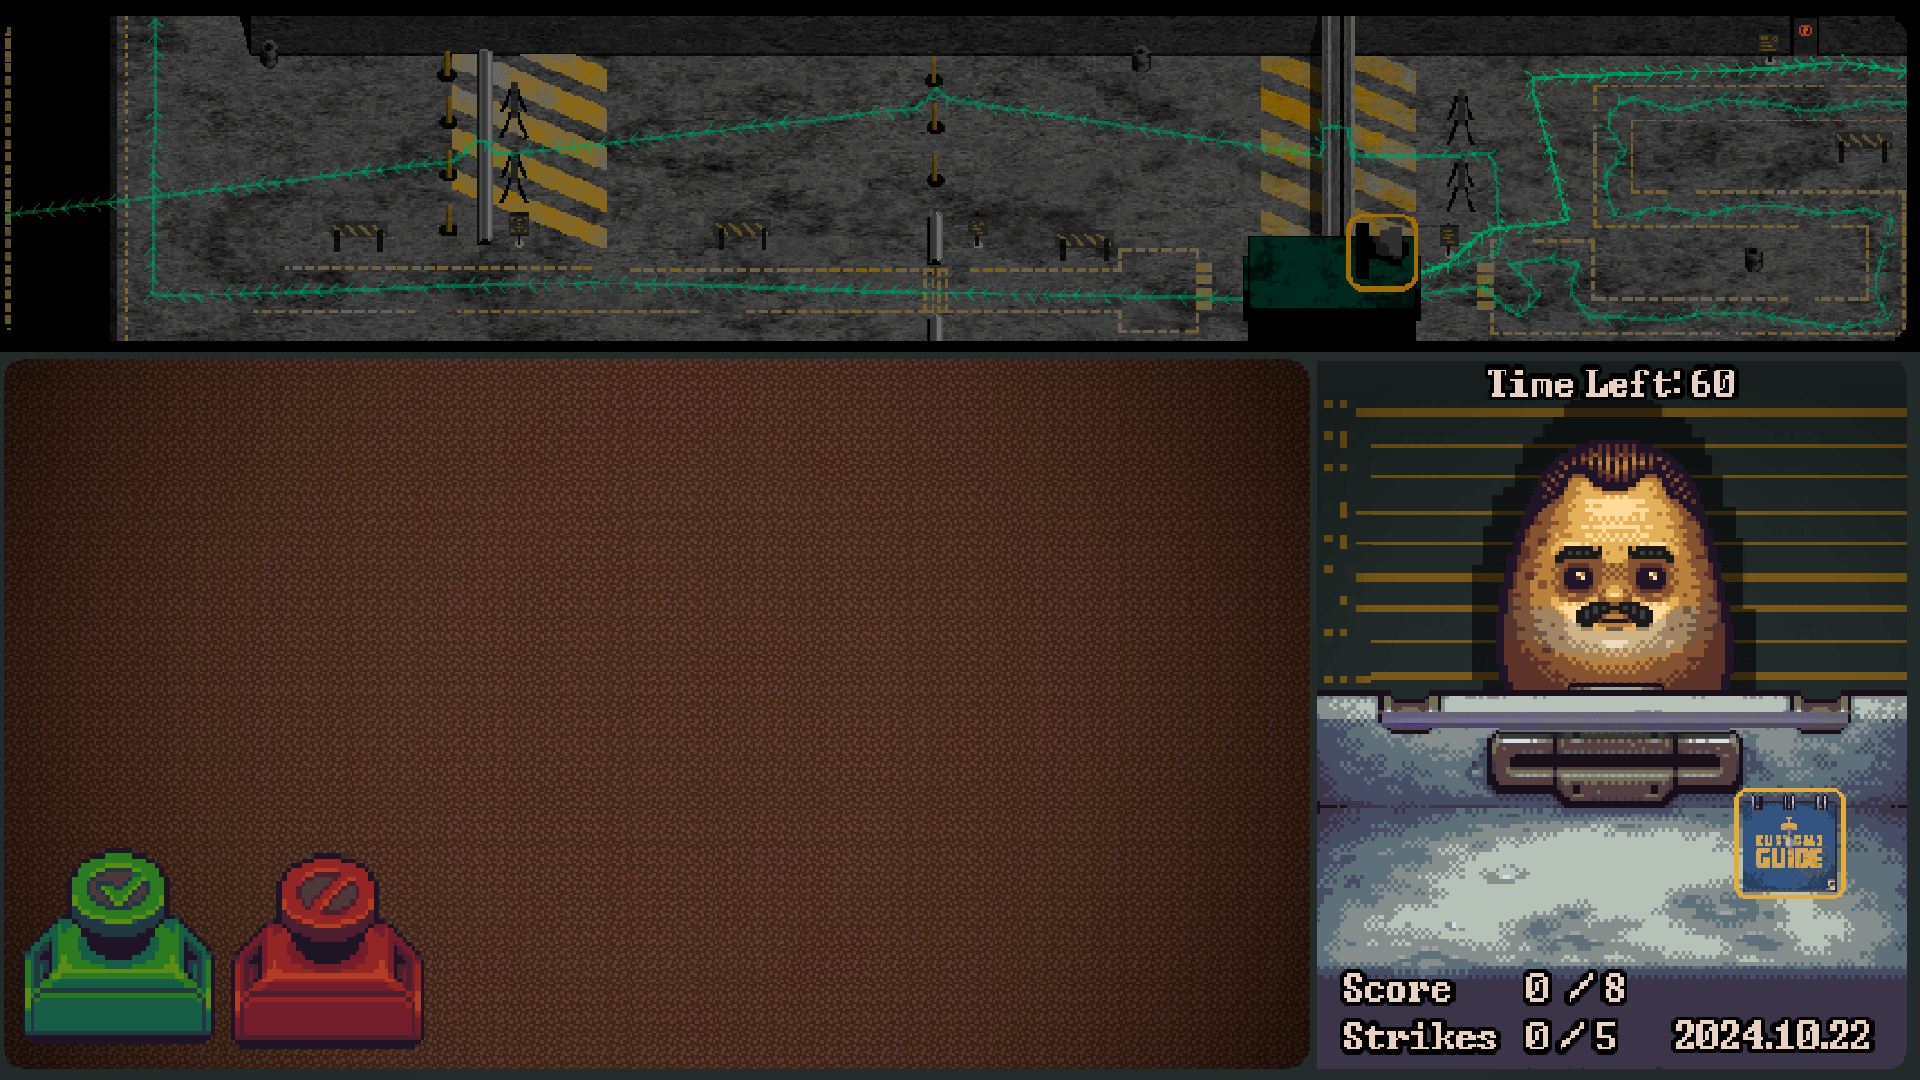 Time Left: 60
CUSTOMS
GUIDE
Score 0 / 8
Strikes 0 / 5 2024.10.22